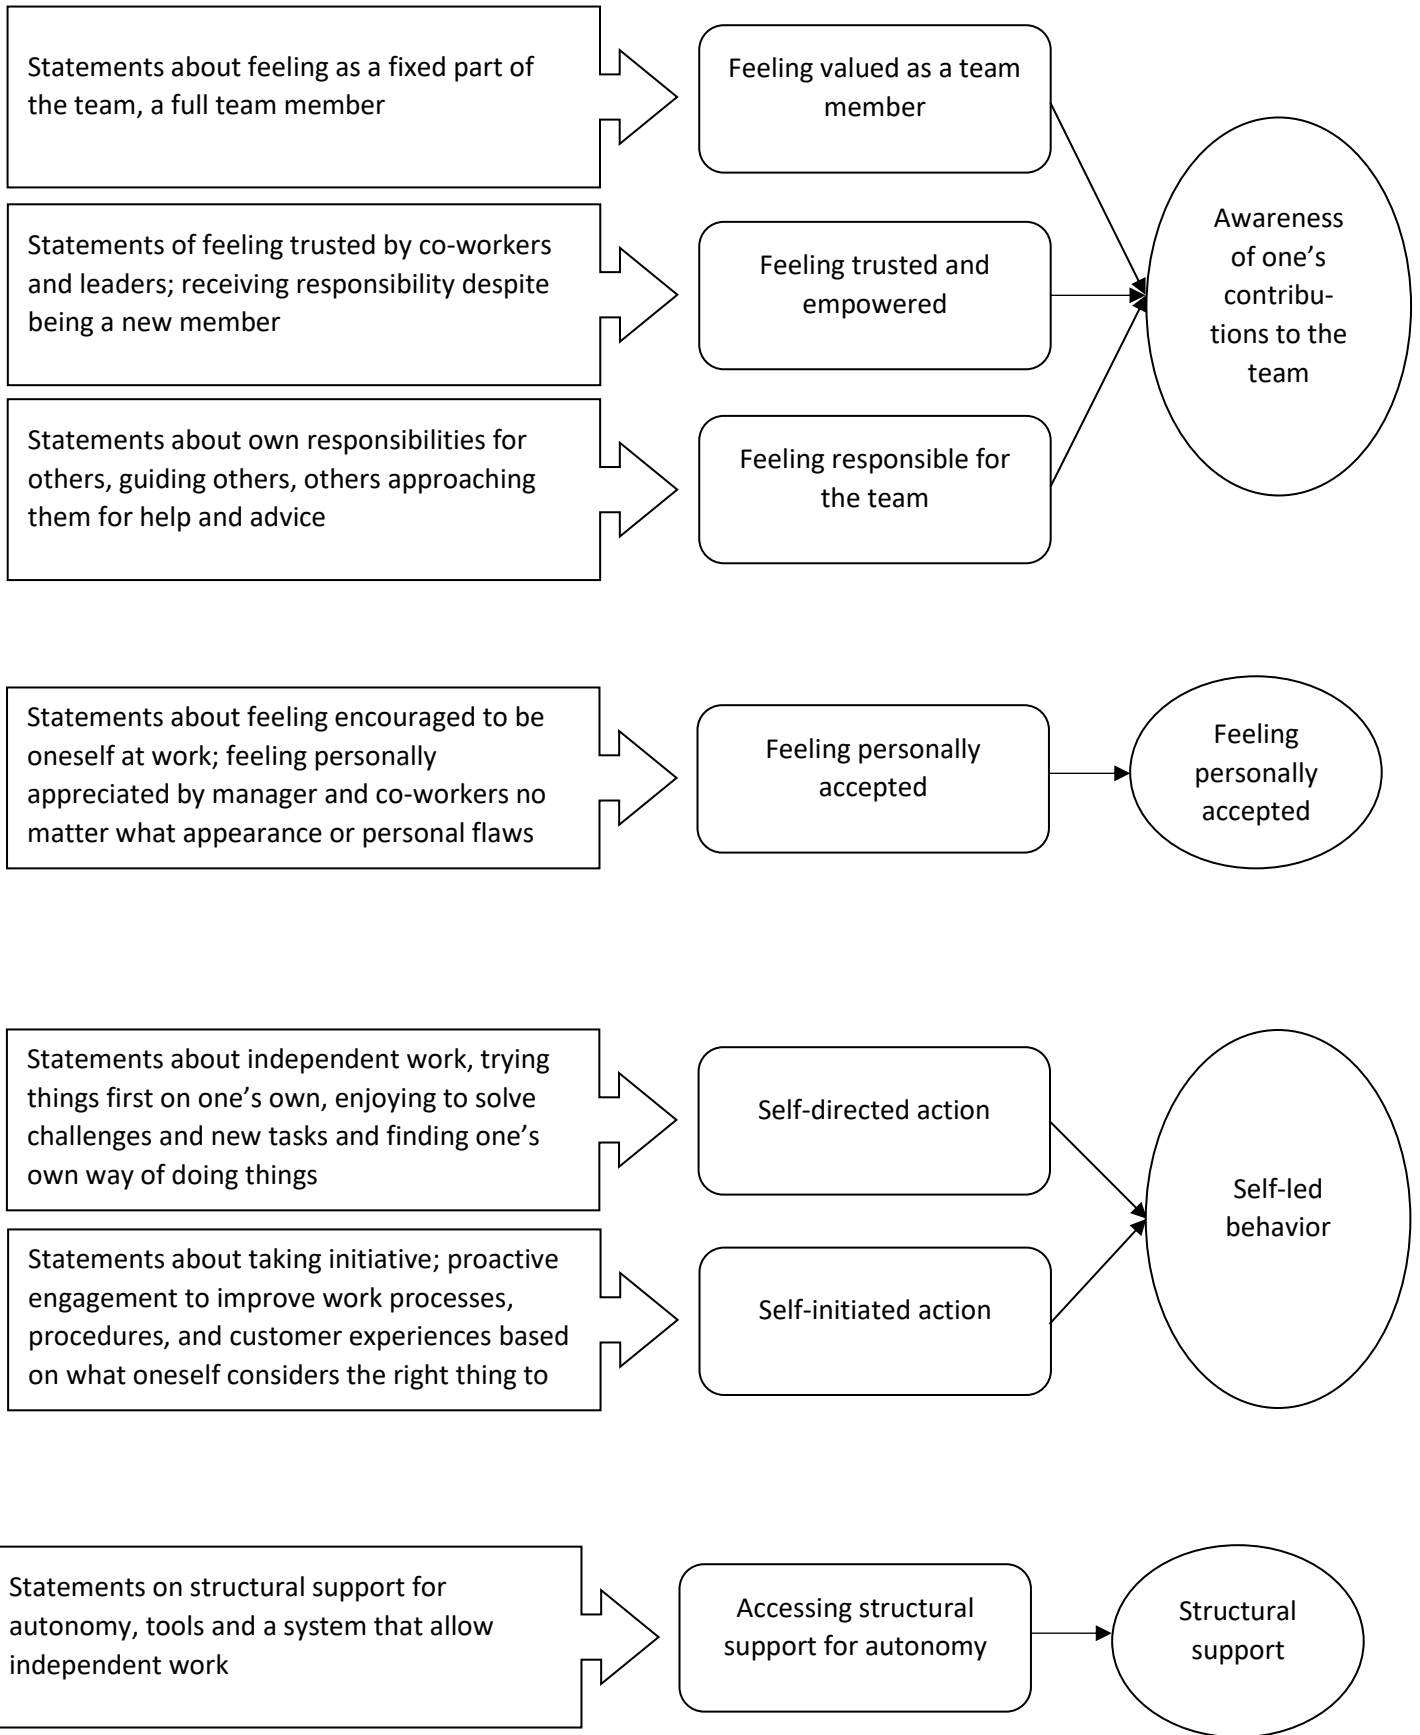 Statements about feeling as a fixed part of
the team, a full team member
Feeling valued as a team
member
Statements of feeling trusted by co-workers
and leaders; receiving responsibility despite
being a new member
Feeling trusted and
empowered
Awareness
of one’s
contribu-
tions to the
team
Statements about own responsibilities for
others, guiding others, others approaching
them for help and advice
Feeling responsible for
the team
Statements about feeling encouraged to be
oneself at work; feeling personally
appreciated by manager and co-workers no
matter what appearance or personal flaws
Feeling personally
accepted
Feeling
personally
accepted
Statements about independent work, trying
things first on one’s own, enjoying to solve
challenges and new tasks and finding one’s
own way of doing things
Self-directed action
Self-led
behavior
Statements about taking initiative; proactive
engagement to improve work processes,
procedures, and customer experiences based
on what oneself considers the right thing to
Self-initiated action
Statements on structural support for
autonomy, tools and a system that allow
independent work
Accessing structural
support for autonomy
Structural
support